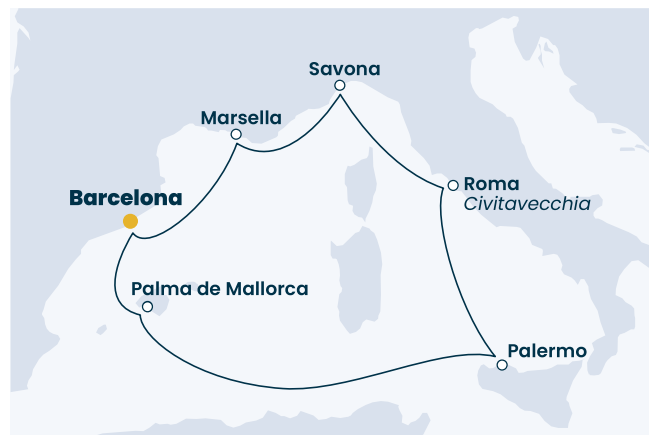 Savona
Marsella
Barcelona
Roma
Civitavecchia
Palma de Mallorca
Palermo